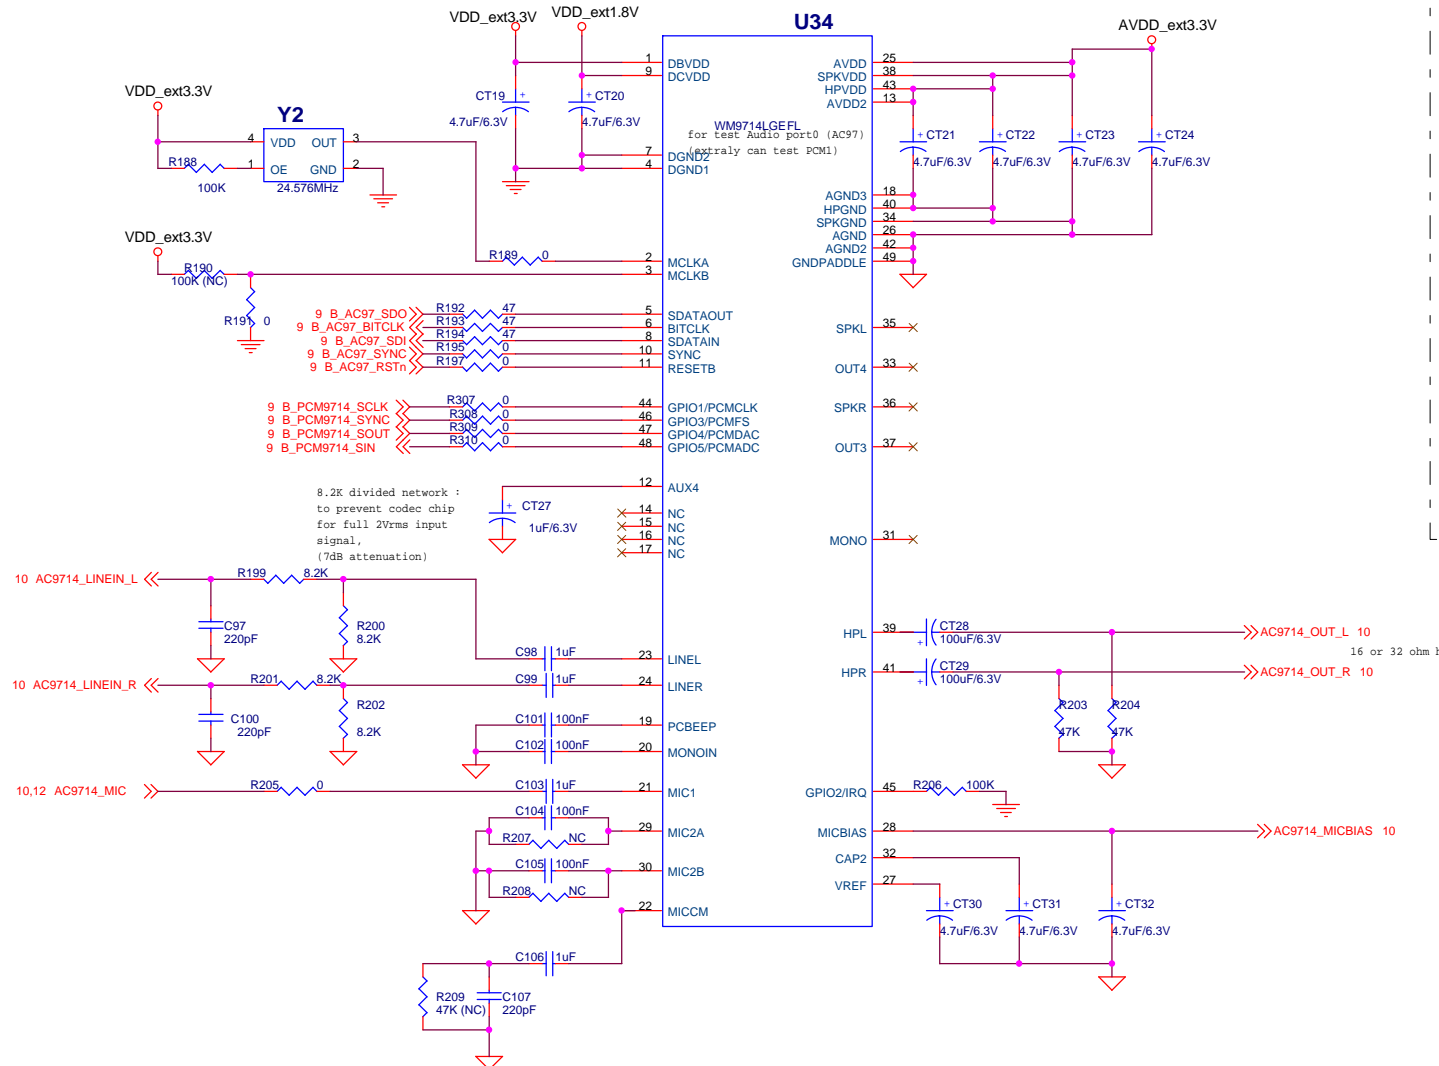 VDD_ext3.3V
VDD_ext1.8V
U34
AVDD_ext3.3V
1 DBVDD
9 DCVDD
AVDD 25
SPKVDD 38
HPVDD 43
AVDD2 13
VDD_ext3.3V
Y2
CT19
4.7uF/6.3V
CT20
4.7uF/6.3V
WM9714LGEFL
for test Audio port0 (AC97)
(extraly can test PCM1)
CT21
4.7uF/6.3V
CT22
4.7uF/6.3V
CT23
4.7uF/6.3V
CT24
4.7uF/6.3V
4 VDD OUT 3
1 OE GND 2
24.576MHz
R188
100K
7 DGND2
4 DGND1
AGND3 18
HPGND 40
SPKGND 34
AGND 26
AGND2 42
GNDPADDLE 49
VDD_ext3.3V
R190
100K (NC)
R191 0
R189 0
2 MCLKA
3 MCLKB
9 B_AC97_SDO R192 47 5 SDATAOUT
9 B_AC97_BITCLK R193 47 6 BITCLK
9 B_AC97_SDI R194 47 8 SDATAIN
9 B_AC97_SYNC R195 0 10 SYNC
9 B_AC97_RSTn R197 0 11 RESETB
SPKL 35
OUT4 33
SPKR 36
OUT3 37
9 B_PCM9714_SCLK R307 0 44 GPIO1/PCMCLK
9 B_PCM9714_SYNC R308 0 46 GPIO3/PCMFS
9 B_PCM9714_SOUT R309 0 47 GPIO4/PCMDAC
9 B_PCM9714_SIN R310 0 48 GPIO5/PCMADC
8.2K divided network :
to prevent codec chip
for full 2Vrms input
signal,
(7dB attenuation)
12 AUX4
CT27
1uF/6.3V
14 NC
15 NC
16 NC
17 NC
MONO 31
10 AC9714_LINEIN_L
R199 8.2K
C97
220pF
R200
8.2K
C98 1uF 23 LINEL
10 AC9714_LINEIN_R
R201 8.2K
C99 1uF 24 LINER
C100
220pF
R202
8.2K
C101 100nF 19 PCBEEP
C102 100nF 20 MONOIN
HPL 39
CT28
100uF/6.3V
AC9714_OUT_L 10
16 or 32 ohm h
HPR 41
CT29
100uF/6.3V
AC9714_OUT_R 10
R203
47K
R204
47K
10,12 AC9714_MIC
R205 0
C103 1uF 21 MIC1
GPIO2/IRQ 45
R206 100K
C104 100nF
29 MIC2A
R207 NC
MICBIAS 28
AC9714_MICBIAS 10
C105 100nF 30 MIC2B
R208 NC
CAP2 32
VREF 27
22 MICCM
CT30
4.7uF/6.3V
CT31
4.7uF/6.3V
CT32
4.7uF/6.3V
C106 1uF
R209
47K (NC)
C107
220pF